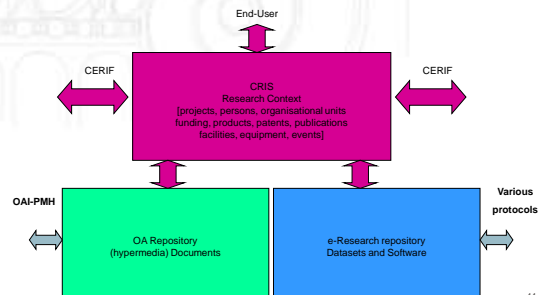 End-User
CERIF
CERIF
CRIS
Research Context
[projects, persons, organisational units
funding, products, patents, publications
facilities, equipment, events]
OAI-PMH
Various
protocols
OA Repository
(hypermedia) Documents
e-Research repository
Datasets and Software